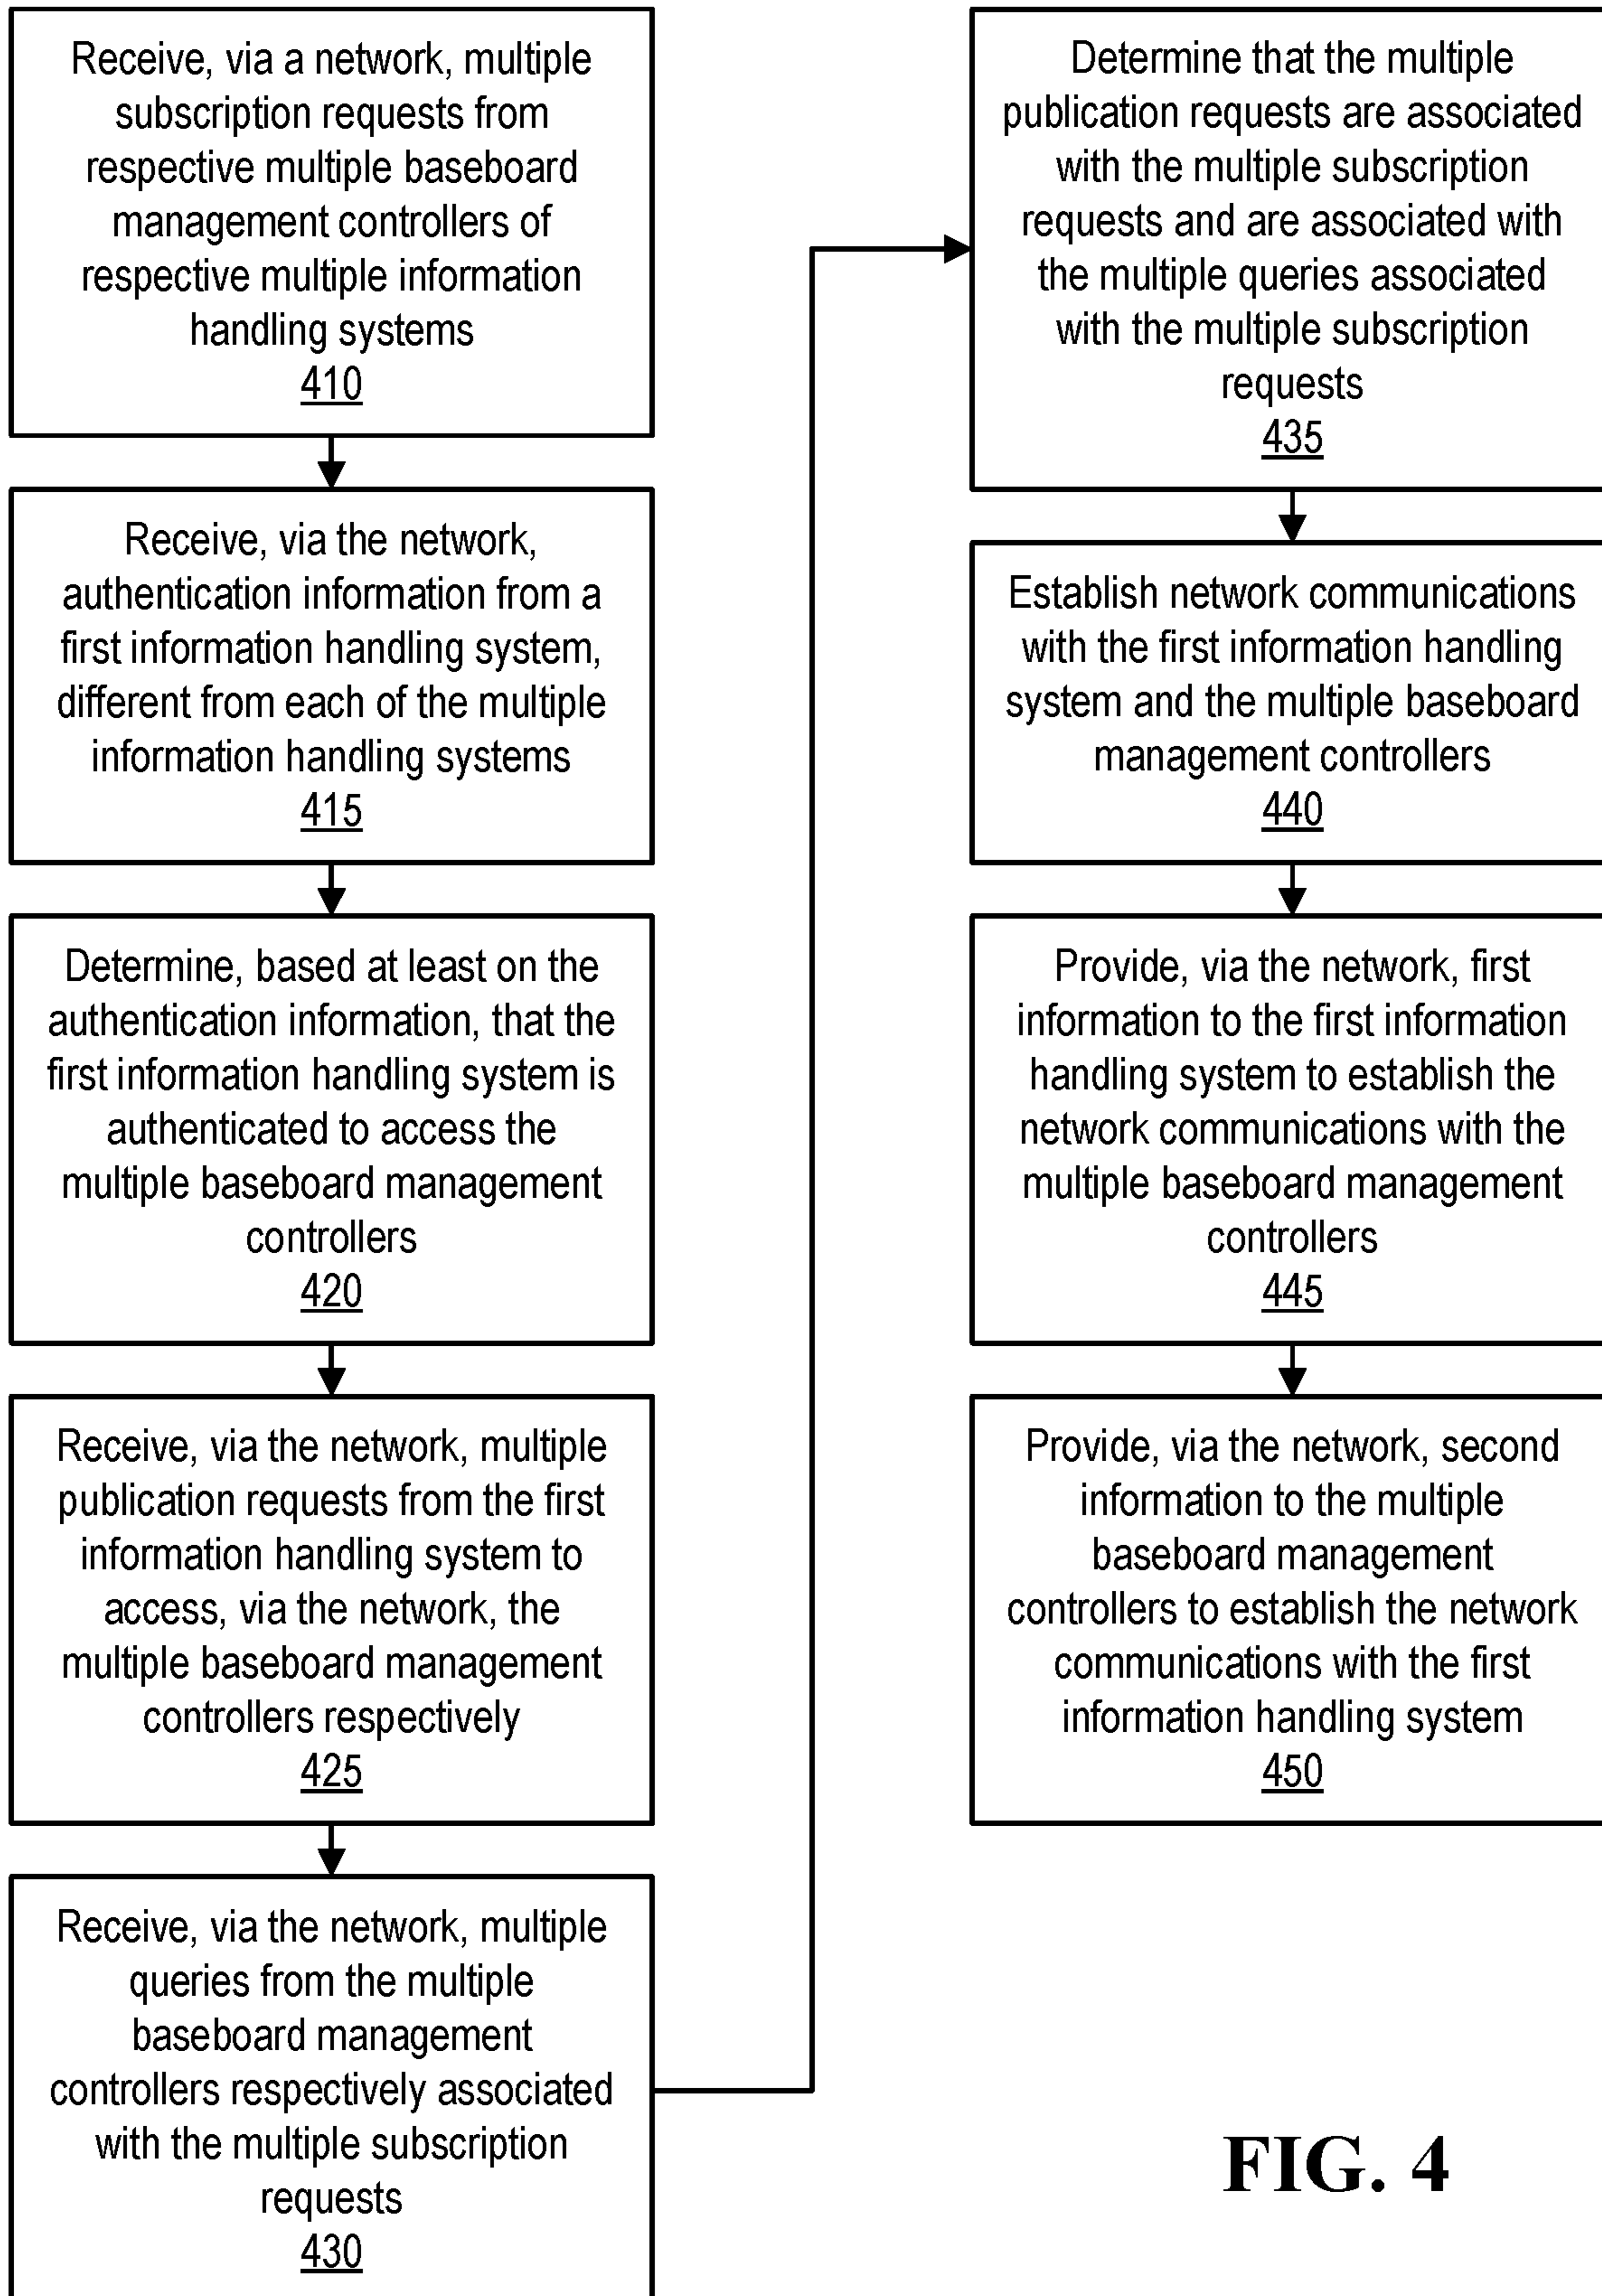 Receive, via a network, multiple
subscription requests from
respective multiple baseboard
management controllers of
respective multiple information
handling systems
410
Receive, via the network,
authentication information from a
first information handling system,
different from each of the multiple
information handling systems
415
Determine, based at least on the
authentication information, that the
first information handling system is
authenticated to access the
multiple baseboard management
controllers
420
Receive, via the network, multiple
publication requests from the first
information handling system to
access, via the network, the
multiple baseboard management
controllers respectively
425
Receive, via the network, multiple
queries from the multiple
baseboard management
controllers respectively associated
with the multiple subscription
requests
430
Determine that the multiple
publication requests are associated
with the multiple subscription
requests and are associated with
the multiple queries associated
with the multiple subscription
requests
435
Establish network communications
with the first information handling
system and the multiple baseboard
management controllers
440
Provide, via the network, first
information to the first information
handling system to establish the
network communications with the
multiple baseboard management
controllers
445
Provide, via the network, second
information to the multiple
baseboard management
controllers to establish the network
communications with the first
information handling system
450
FIG. 4